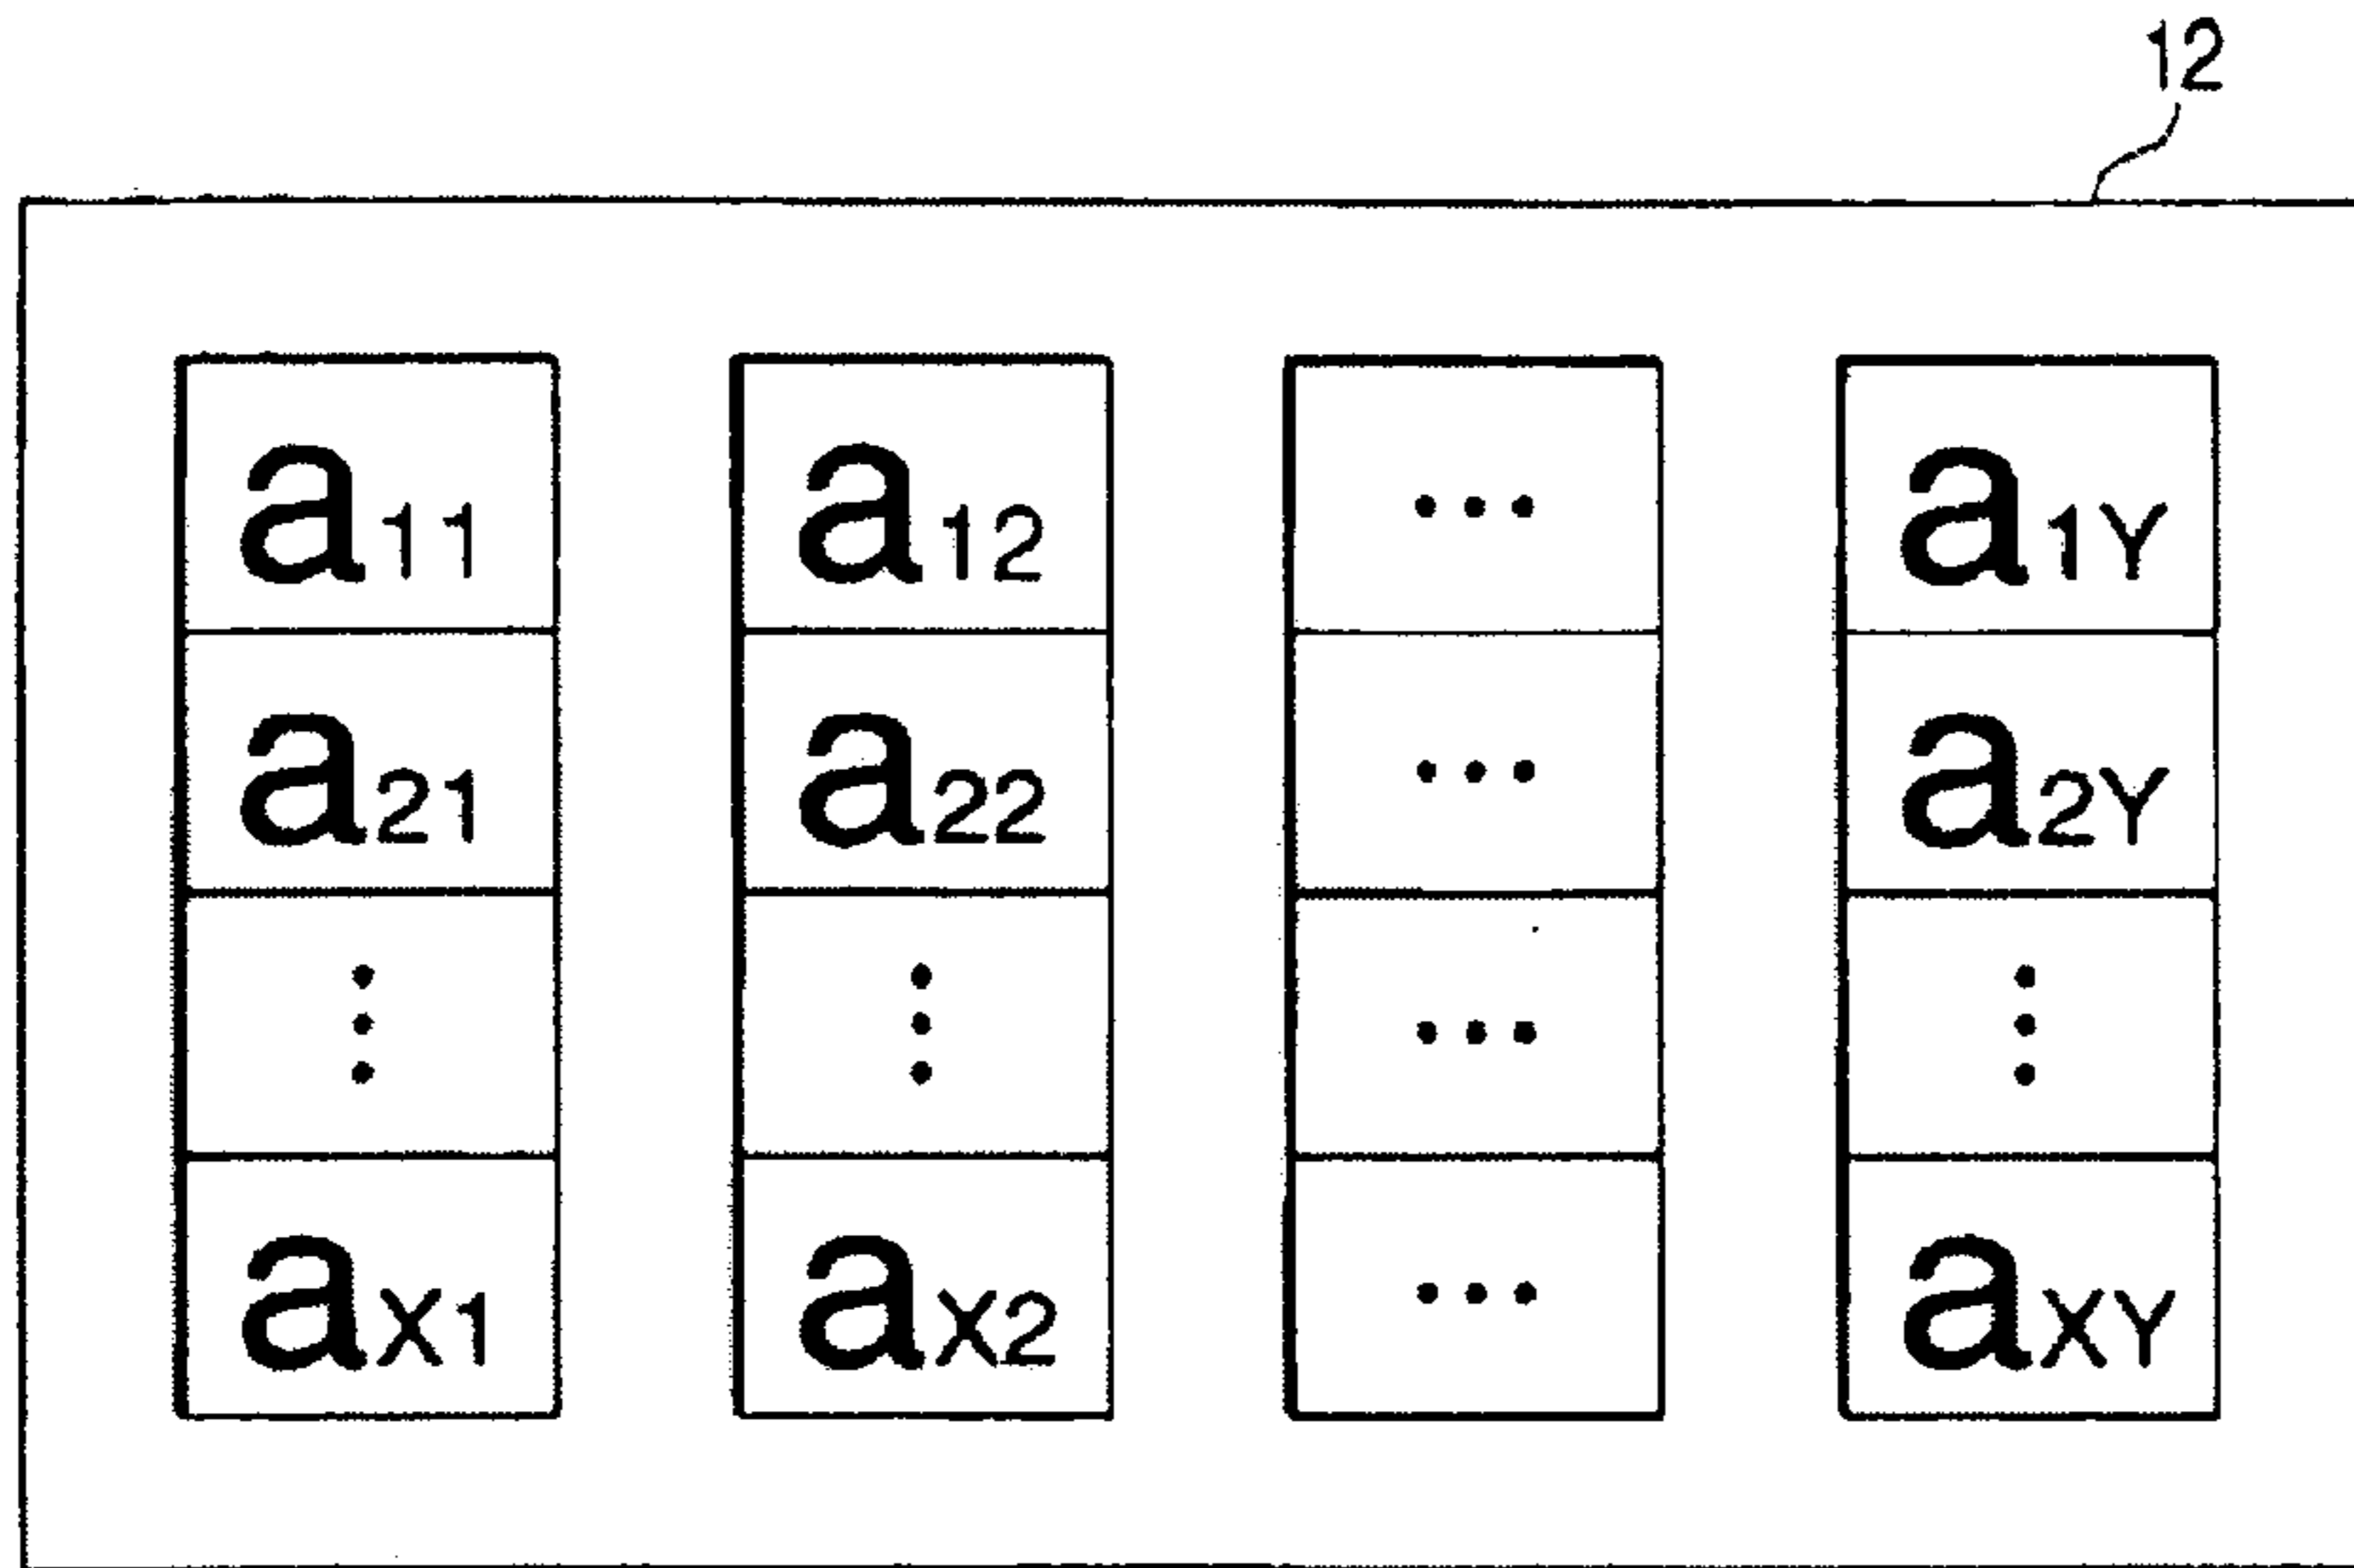 12
a11 a12 ... a1Y
a21 a22 ... a2Y
⋮ ⋮ ... ⋮
aX1 aX2 ... aXY